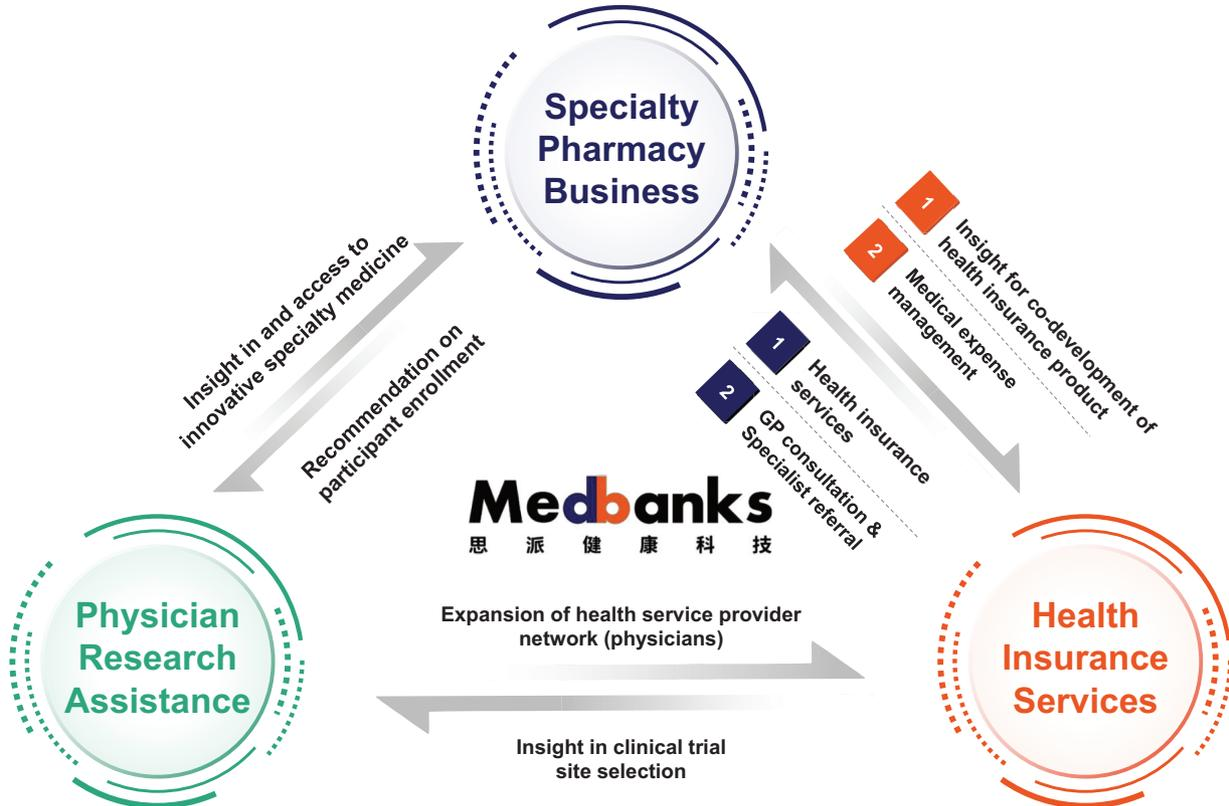 Specialty
Pharmacy
Business
Insight in and access to
innovative specialty medicine
Recommendation on
participant enrollment
1
Insight for co-development of
health insurance product
2
Medical expense
management
1
Health insurance
services
2
GP consultation &
Specialist referral
Medbanks
思派健康科技
Physician
Research
Assistance
Expansion of health service provider
network (physicians)
Insight in clinical trial
site selection
Health
Insurance
Services